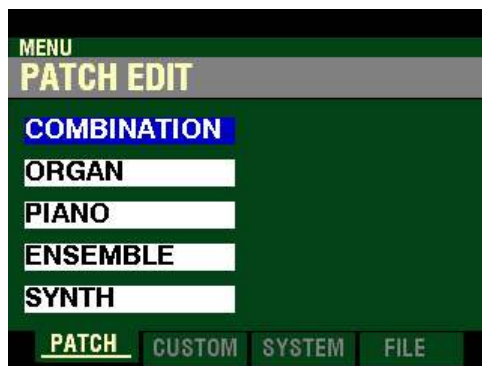 MENU
PATCH EDIT
COMBINATION
ORGAN
PIANO
ENSEMBLE
SYNTH
PATCH CUSTOM SYSTEM FILE